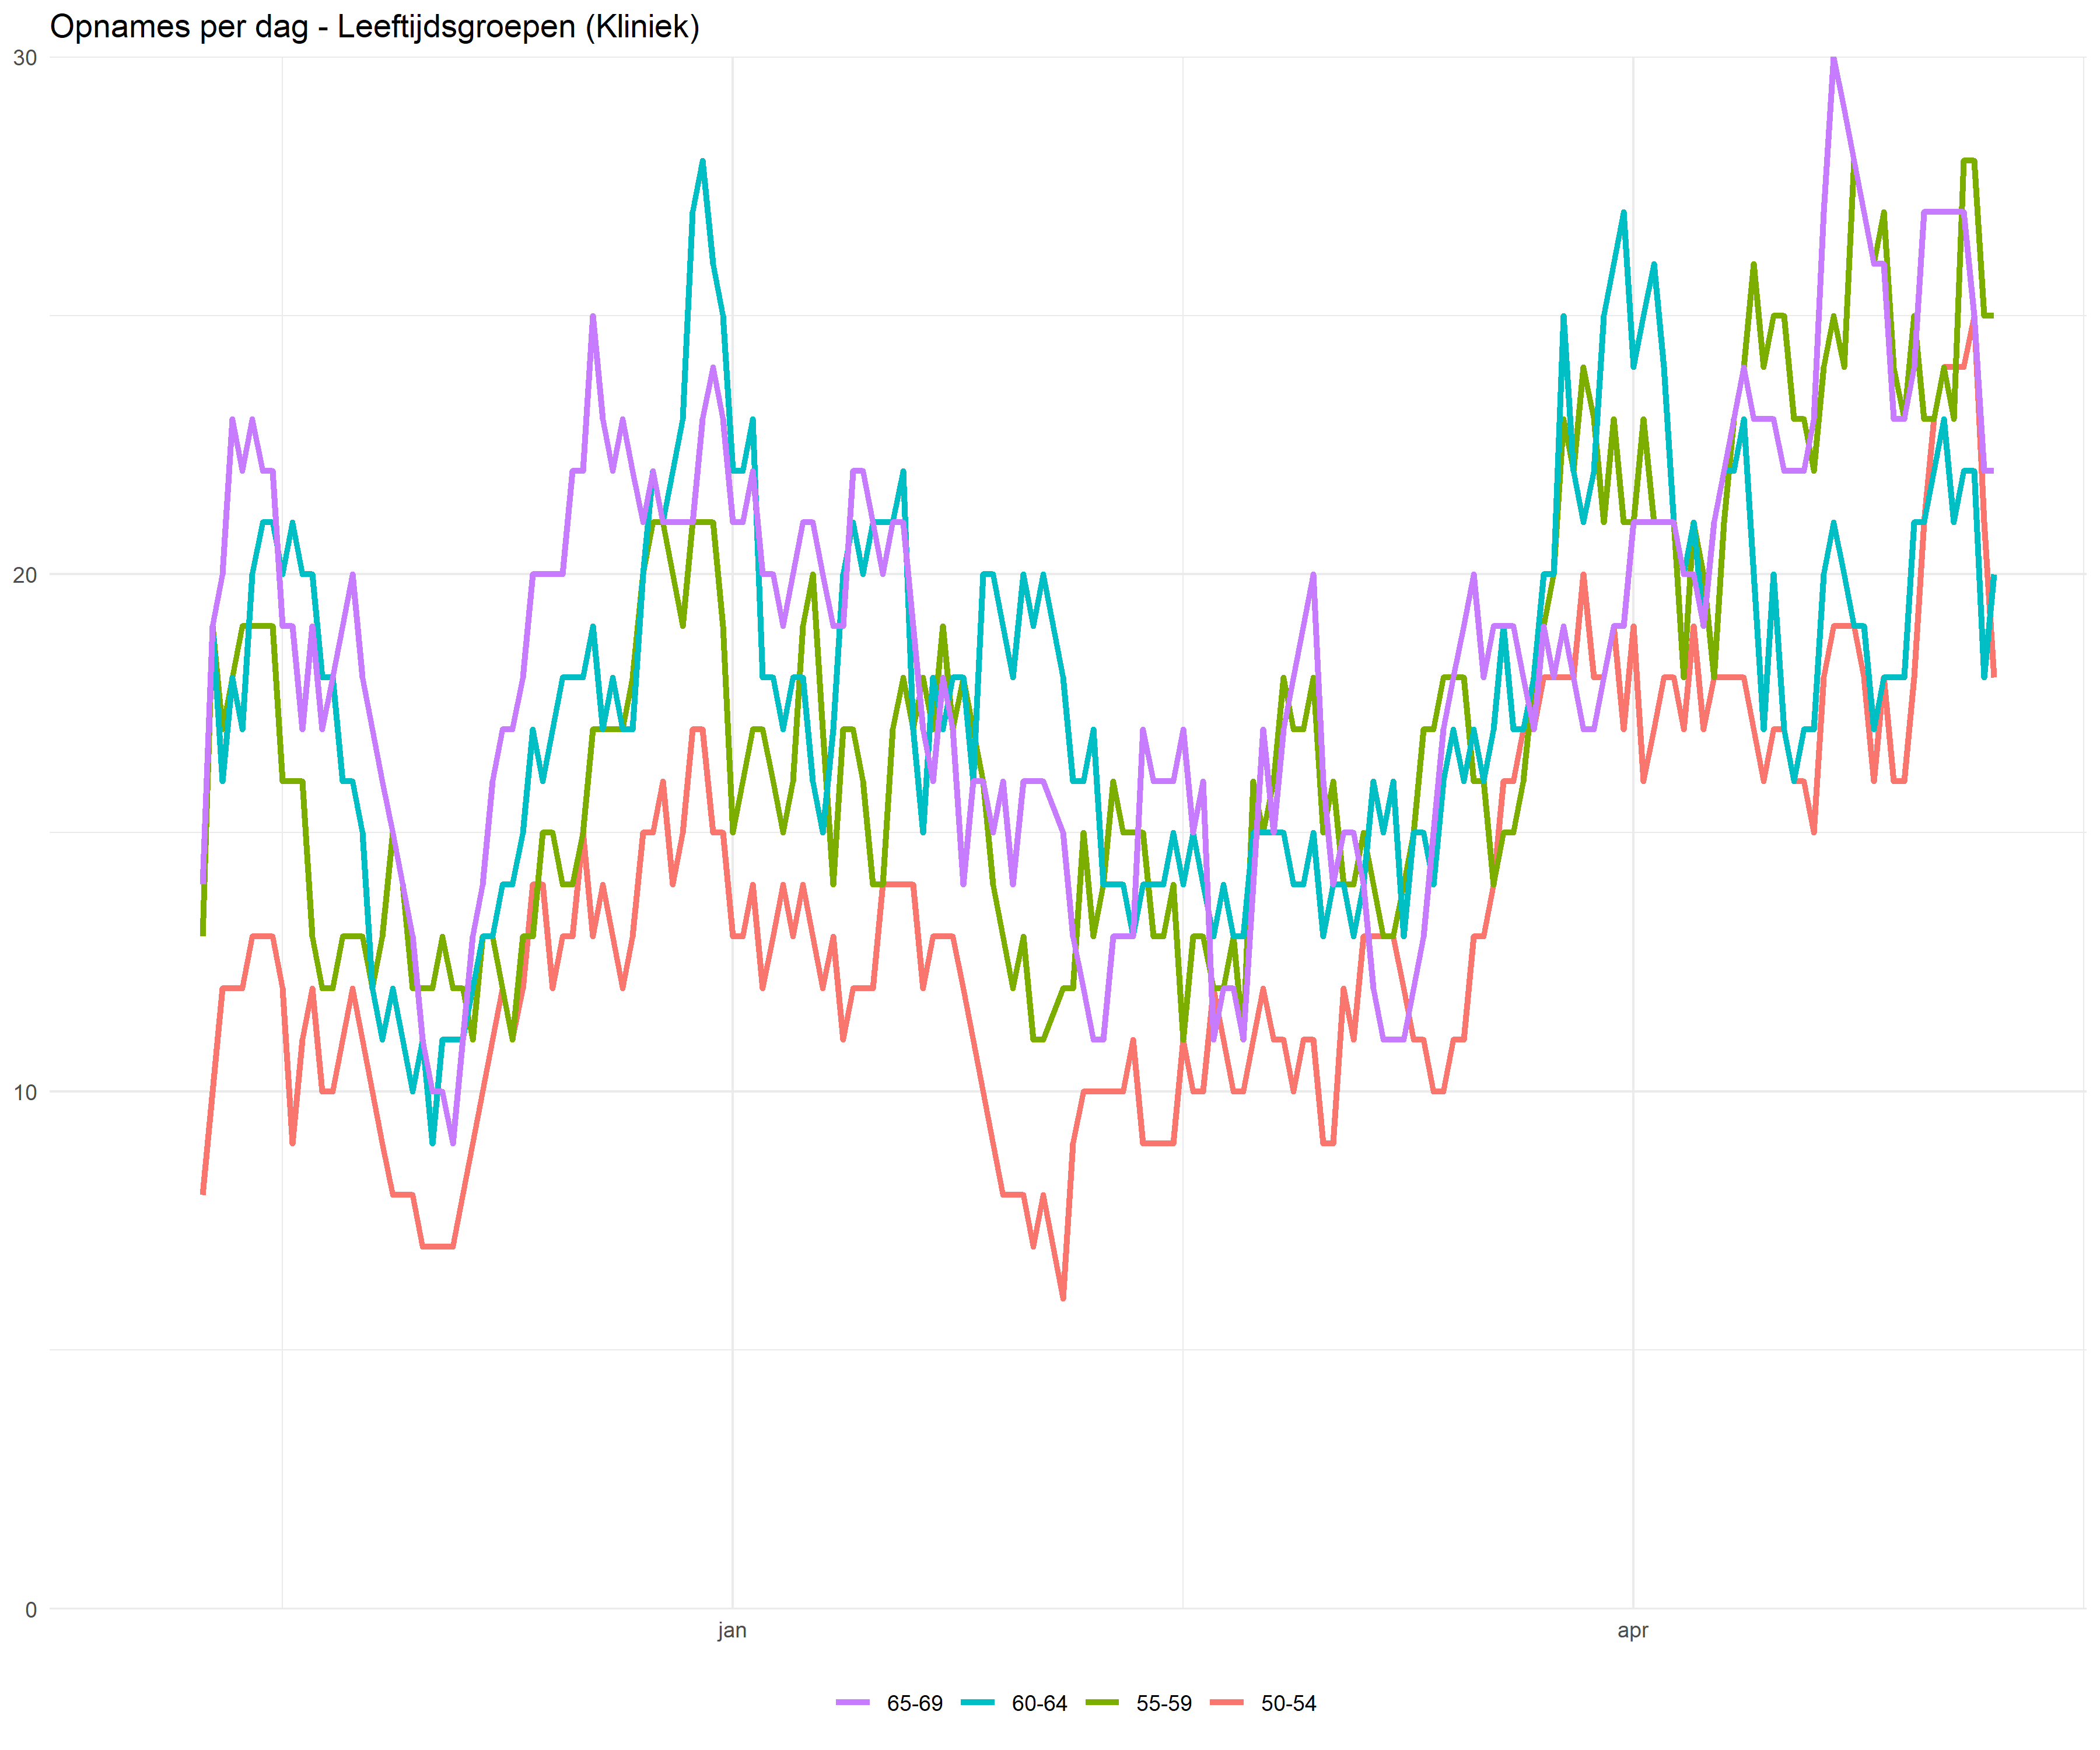 Opnames per dag - Leeftijdsgroepen (Kliniek)
30
20
10
0
jan apr
65-69 60-64 55-59 50-54